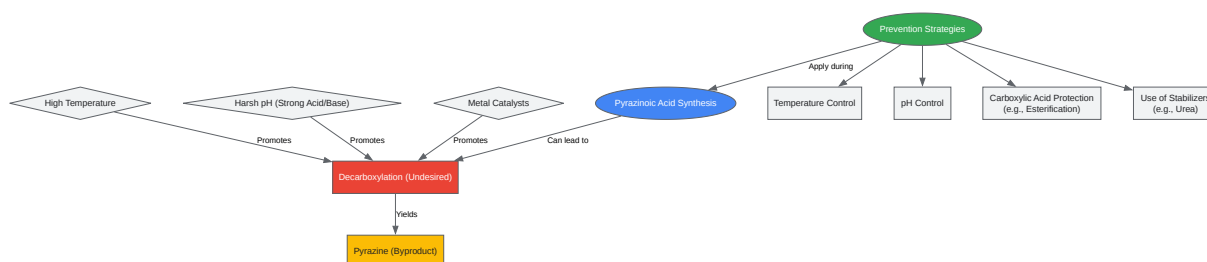 Prevention Strategies
Apply during
High Temperature
Harsh pH (Strong Acid/Base)
Metal Catalysts
Pyrazinoic Acid Synthesis
Temperature Control
pH Control
Carboxylic Acid Protection
(e.g., Esterification)
Use of Stabilizers
(e.g., Urea)
Promotes
Promotes
Promotes
Can lead to
Decarboxylation (Undesired)
Yields
Pyrazine (Byproduct)